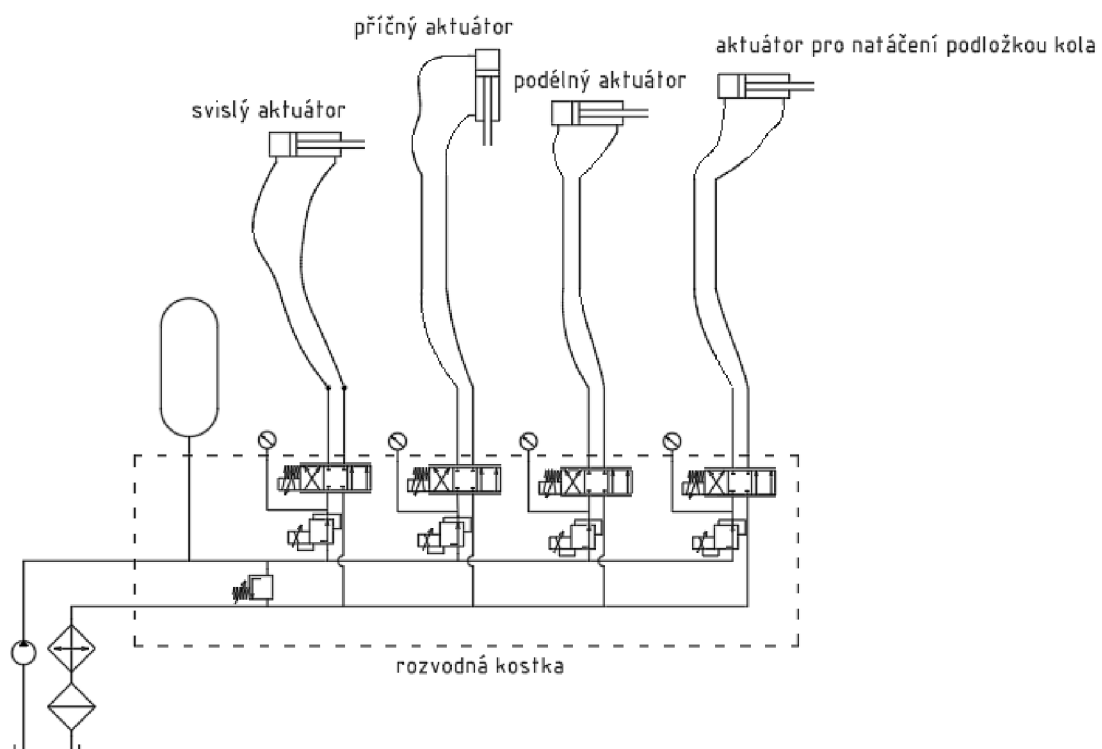 příčný aktuátor
aktuátor pro natáčení podložkou kola
podélný aktuátor
svislý aktuátor
rozvodná kostka